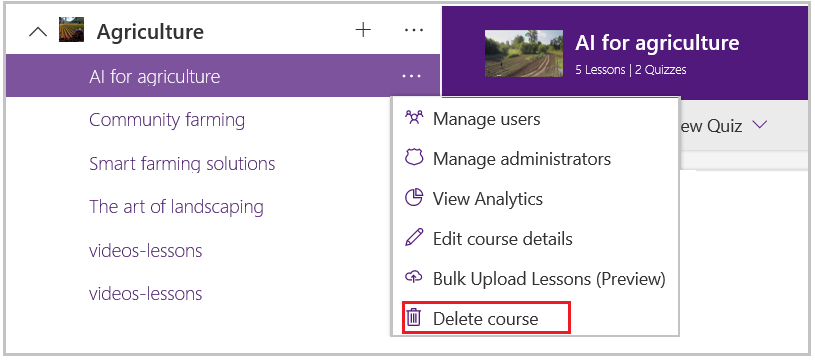 Agriculture
AI for agriculture
Community farming
Smart farming solutions
The art of landscaping
videos-lessons
videos-lessons
AI for agriculture
5 Lessons | 2 Quizzes
ew Quiz
Manage users
Manage administrators
View Analytics
Edit course details
Bulk Upload Lessons (Preview)
Delete course